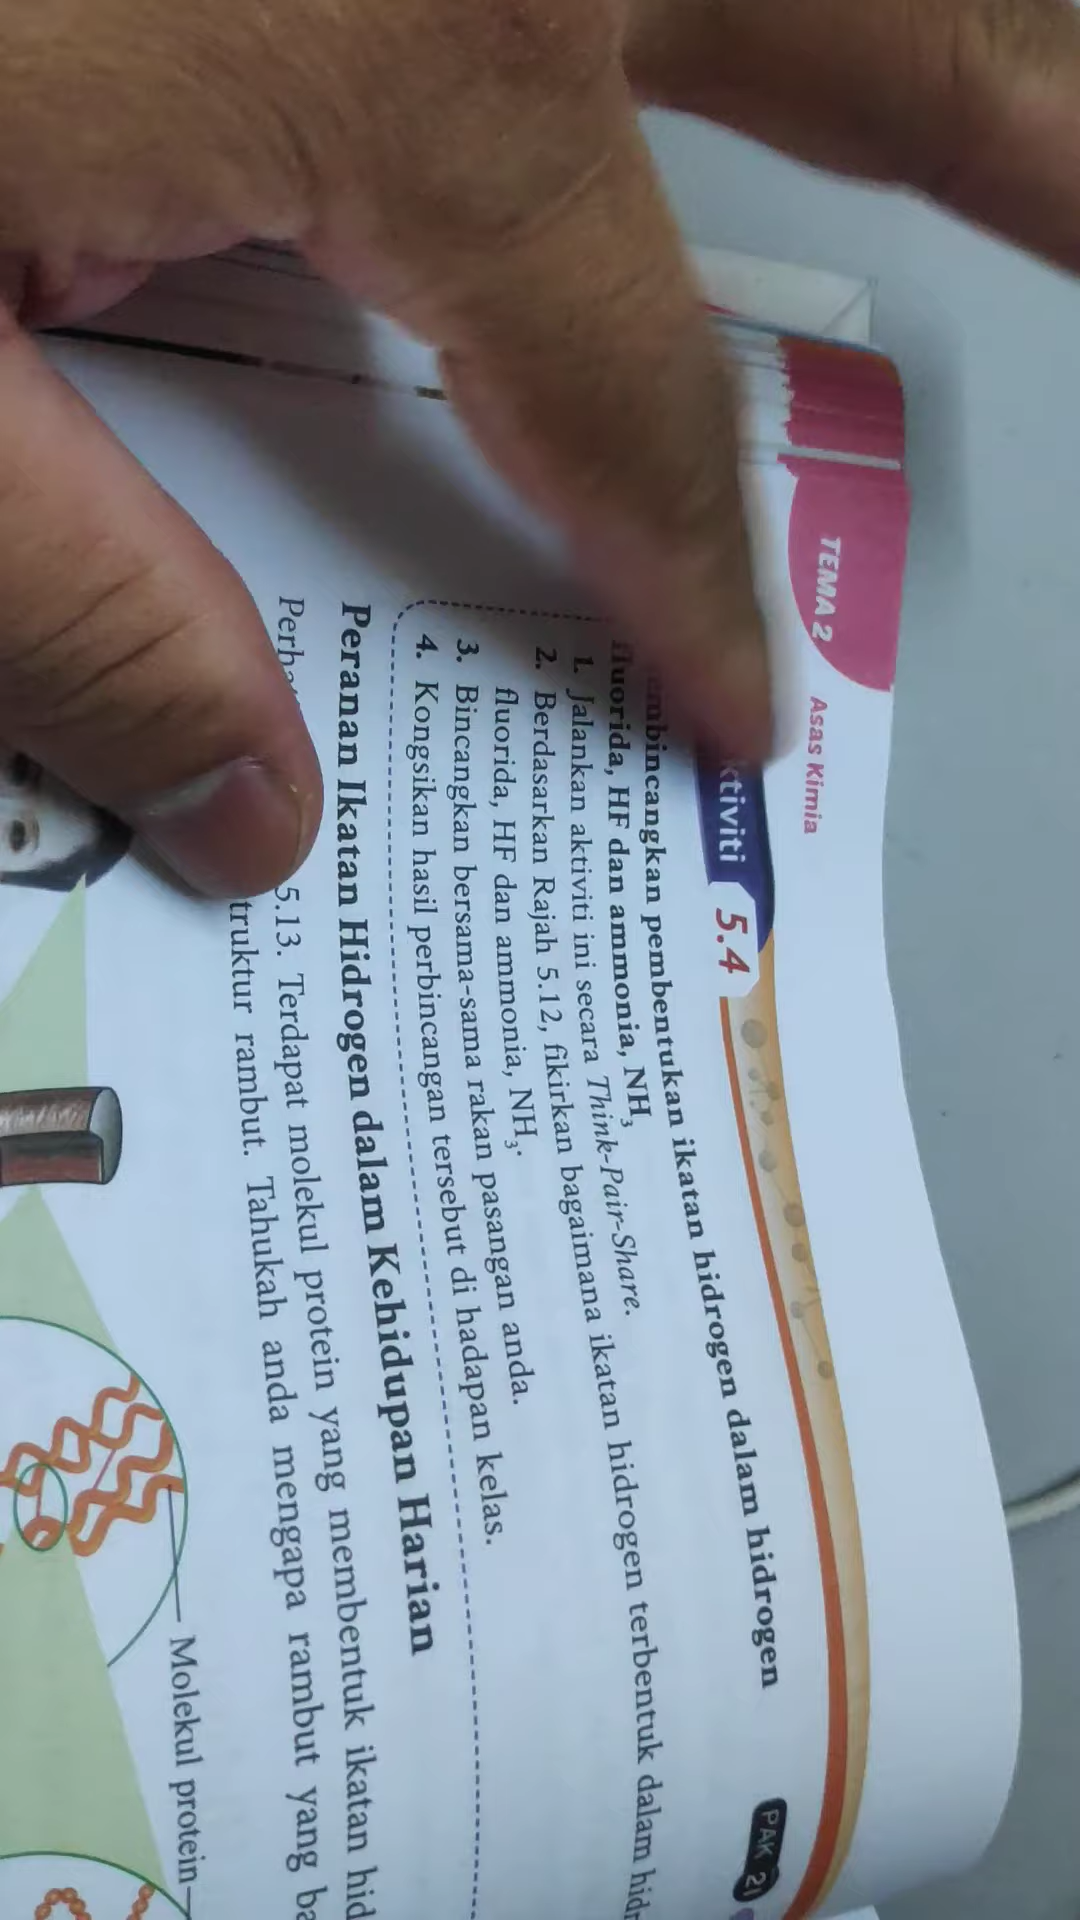 TEMA 2 Asas Kimia
ktiviti 5.4
PAK 21
embincangkan pembentukan ikatan hidrogen dalam hidrogen
fluorida, HF dan ammonia, NH₃
1. Jalankan aktiviti ini secara Think-Pair-Share.
2. Berdasarkan Rajah 5.12, fikirkan bagaimana ikatan hidrogen terbentuk dalam hidr
fluorida, HF dan ammonia, NH₃.
3. Bincangkan bersama-sama rakan pasangan anda.
4. Kongsikan hasil perbincangan tersebut di hadapan kelas.
Peranan Ikatan Hidrogen dalam Kehidupan Harian
Perha 5.13. Terdapat molekul protein yang membentuk ikatan hid
truktur rambut. Tahukah anda mengapa rambut yang ba
Molekul protein